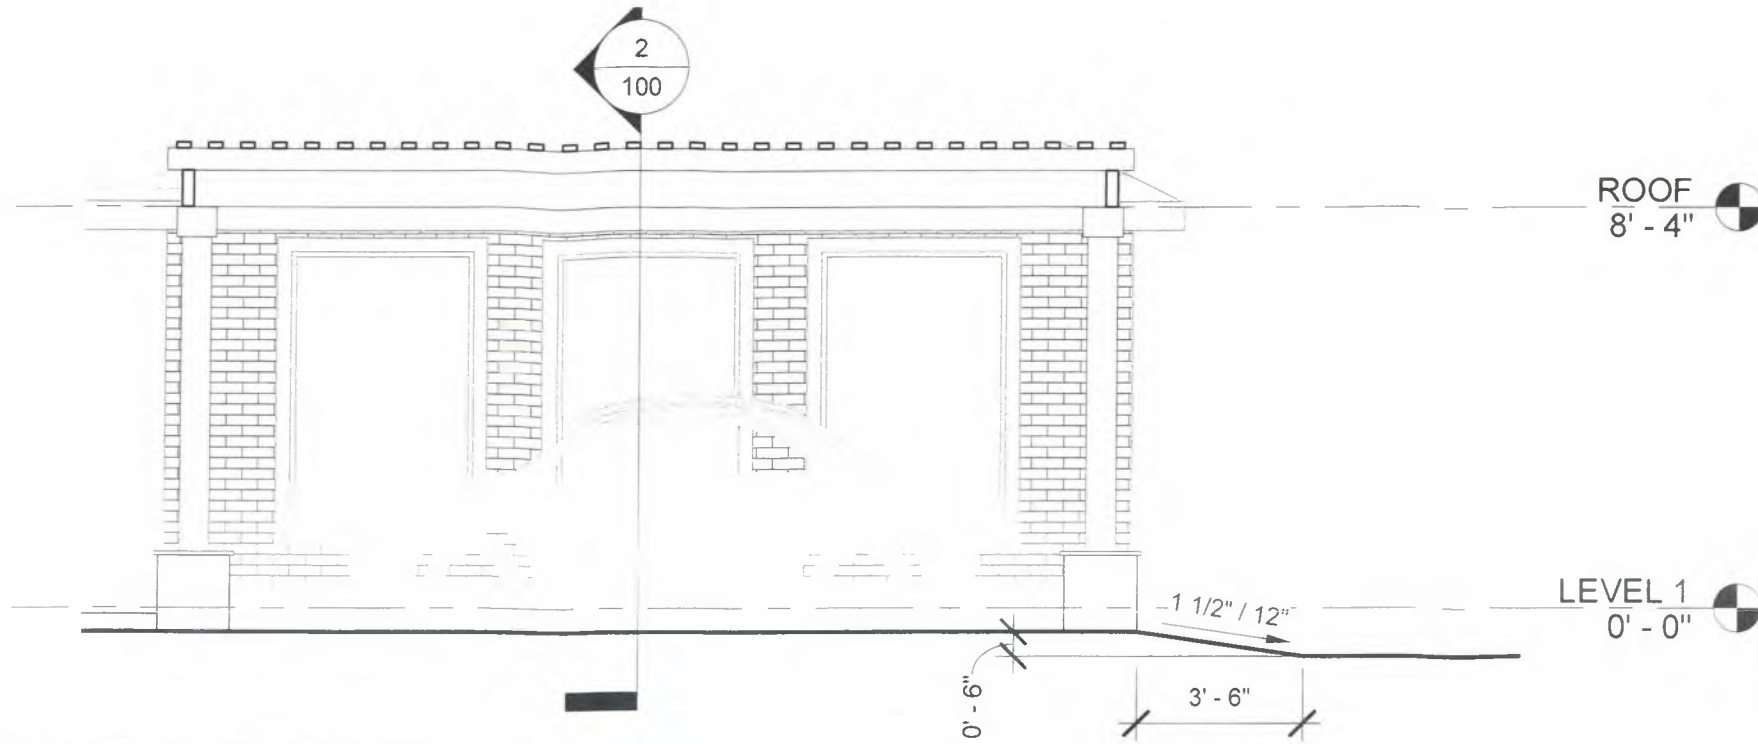 2
100
ROOF
8' - 4"
LEVEL 1
0' - 0"
1 1/2" / 12"
0' - 6"
3' - 6"